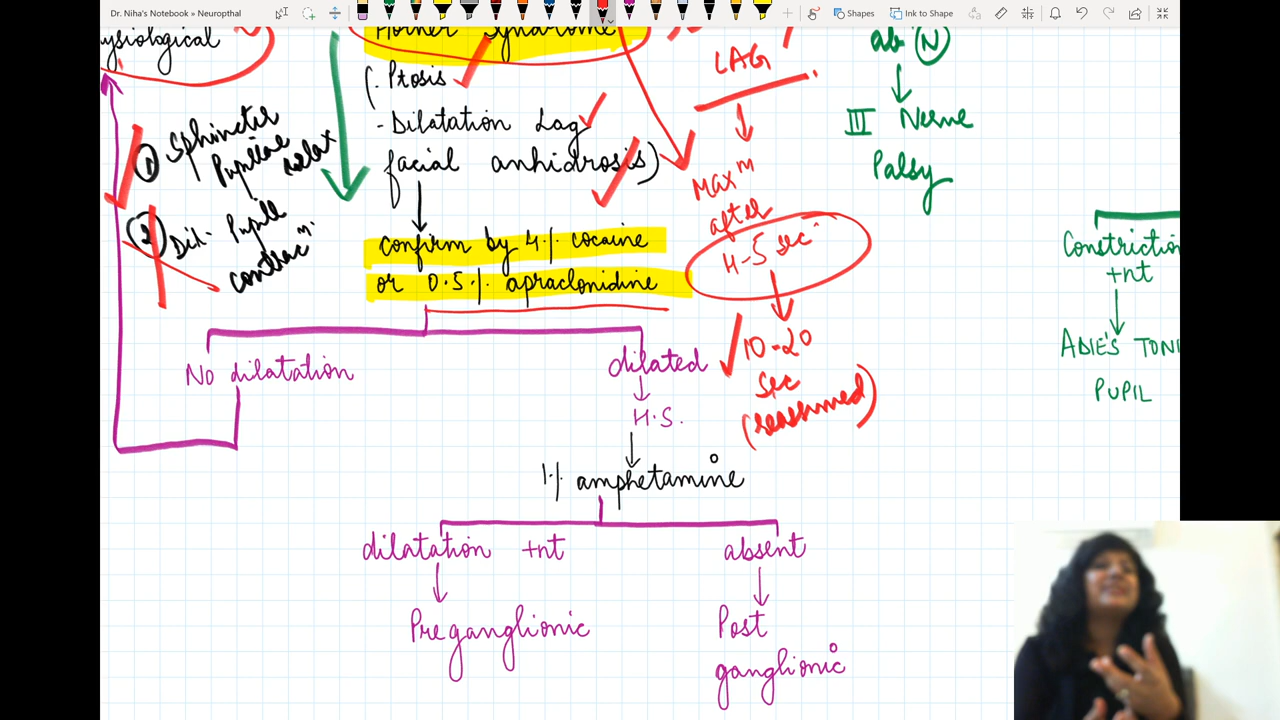 Dr. Niha's Notebook » Neuropthal
Shapes
Ink to Shape
ysiological
① Sphincter
Pupillae
relax
② Dil. Pupill
contrac
Horner Syndrome
(. Ptosis
- Dilatation Lag
facial anhidrosis)
confirm by 4% cocaine
or 0.5% apraclonidine
LAG
Max m
after
4-5 sec
10-20
sec
(reassumed)
ab (N)
III Nerve
Palsy
Constriction
+nt
ADIE'S TONI
PUPIL
No dilatation
dilated
H.S.
1% amphetamine
dilatation +nt
absent
Preganglionic
Post
ganglionic